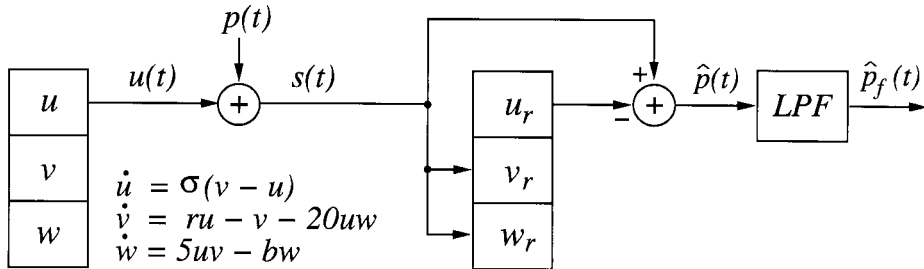 p(t)
u(t)
s(t)
u
v
w
+
u̇ = σ(v − u)
v̇ = ru − v − 20uw
ẇ = 5uv − bw
u_r
v_r
w_r
+
−
+
p̂(t)
LPF
p̂_f(t)